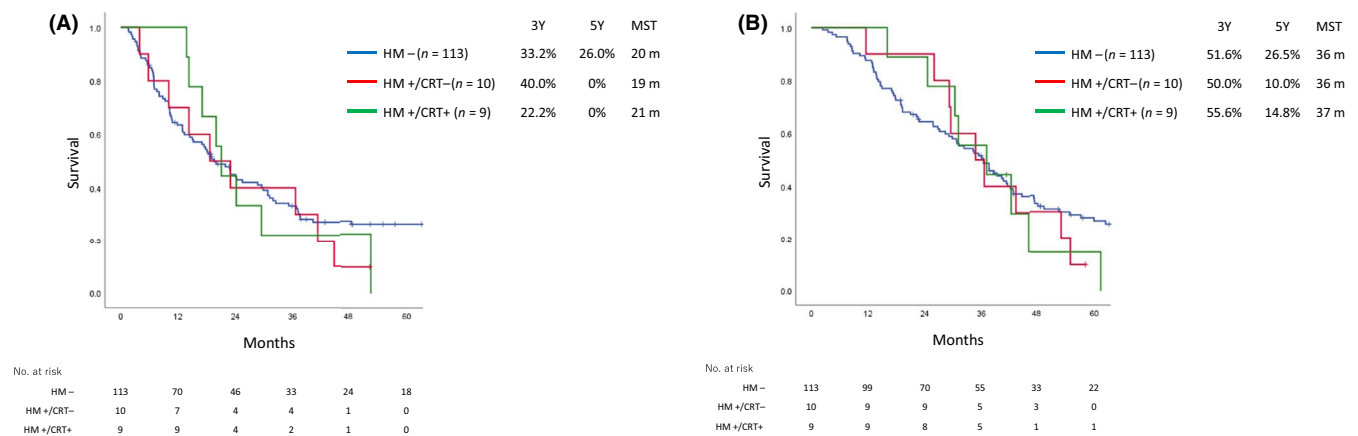 (A)
3Y 5Y MST
HM – (n = 113) 33.2% 26.0% 20 m
HM +/CRT– (n = 10) 40.0% 0% 19 m
HM +/CRT+ (n = 9) 22.2% 0% 21 m
1.0
0.8
0.6
0.4
0.0
Survival
0 12 24 36 48 60
Months
No. at risk
HM – 113 70 46 33 24 18
HM +/CRT– 10 7 4 4 1 0
HM +/CRT+ 9 9 4 2 1 0
(B)
3Y 5Y MST
HM – (n = 113) 51.6% 26.5% 36 m
HM +/CRT– (n = 10) 50.0% 10.0% 36 m
HM +/CRT+ (n = 9) 55.6% 14.8% 37 m
1.0
0.8
0.6
0.4
0.2
0.0
Survival
0 12 24 36 48 60
Months
No. at risk
HM – 113 99 70 55 33 22
HM +/CRT– 10 9 9 5 3 0
HM +/CRT+ 9 9 8 5 1 1